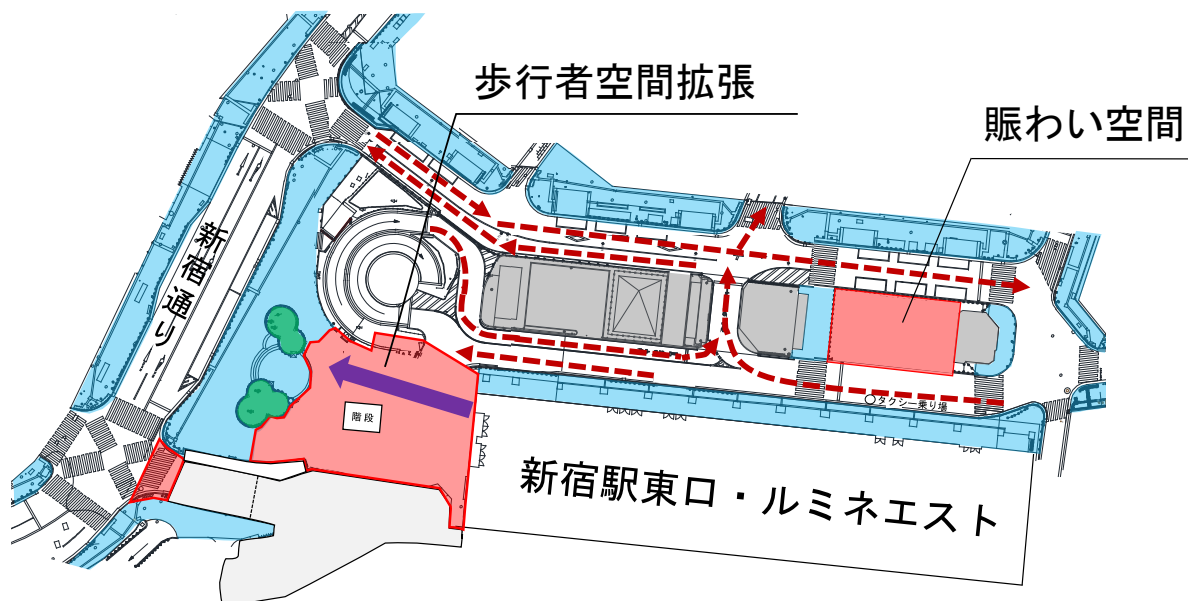 歩行者空間拡張
賑わい空間
新宿通り
階段
タクシー乗り場
新宿駅東口・ルミネエスト